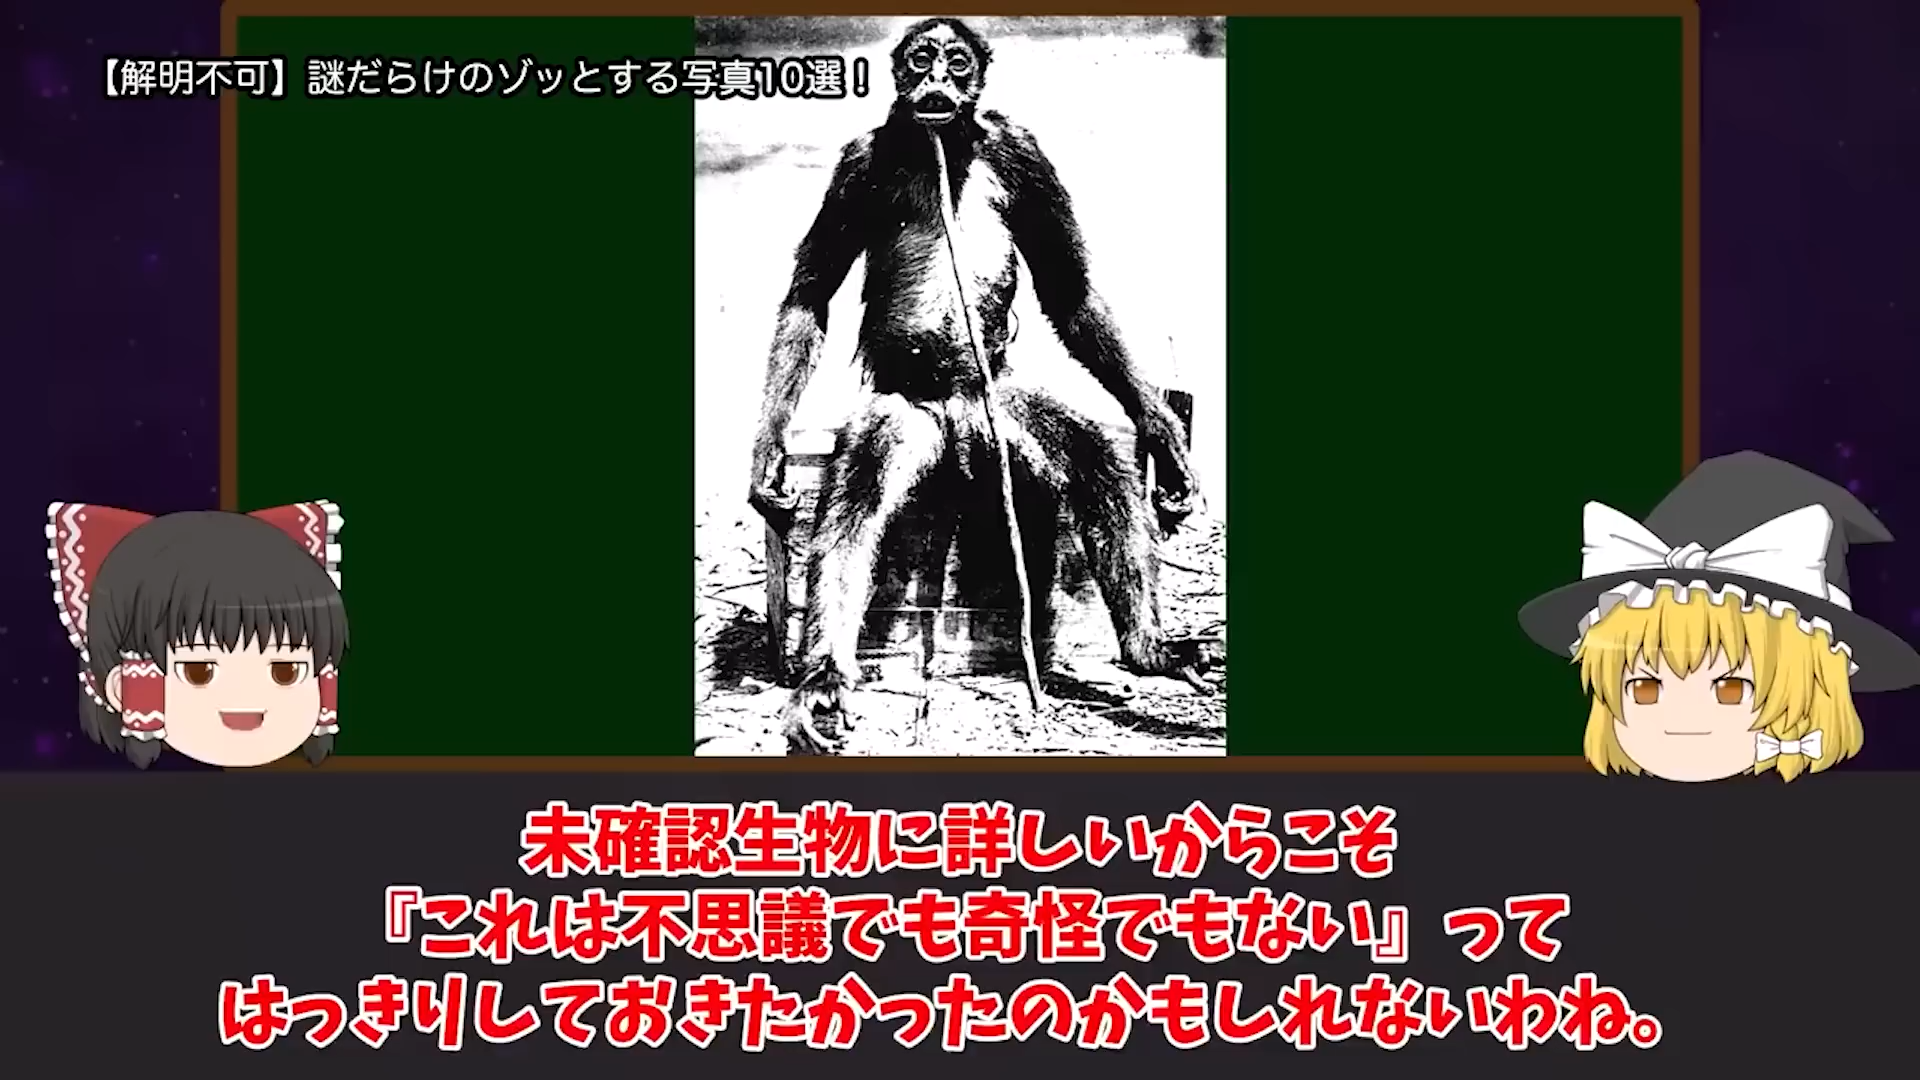 【解明不可】謎だらけのゾッとする写真10選！
未確認生物に詳しいからこそ
『これは不思議でも奇怪でもない』って
はっきりしておきたかったのかもしれないわね。